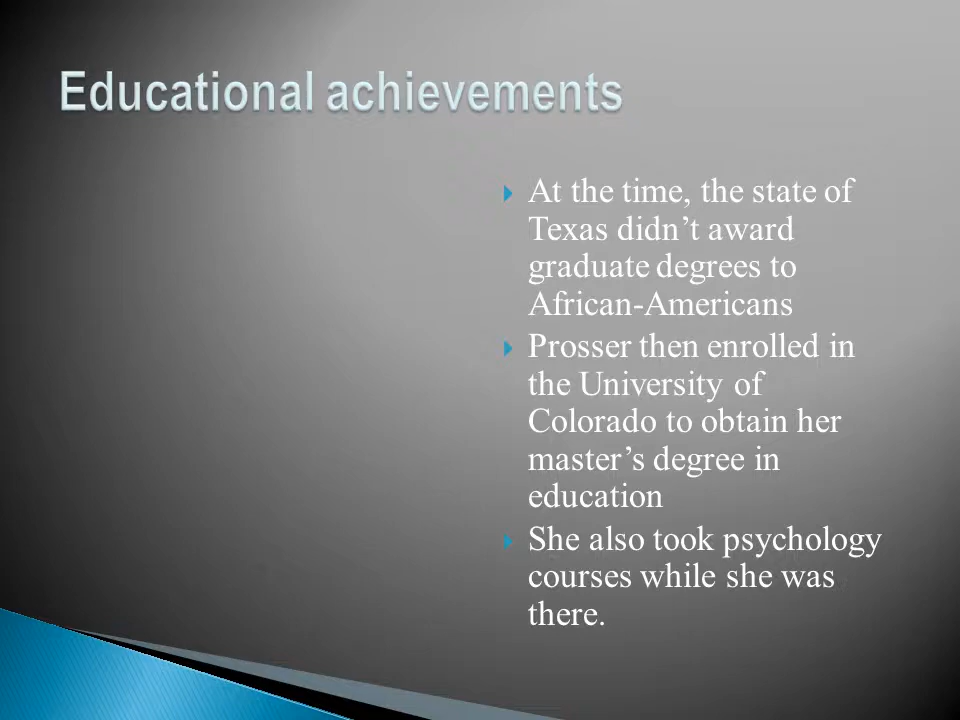 Educational achievements
At the time, the state of
Texas didn’t award
graduate degrees to
African-Americans
Prosser then enrolled in
the University of
Colorado to obtain her
master’s degree in
education
She also took psychology
courses while she was
there.